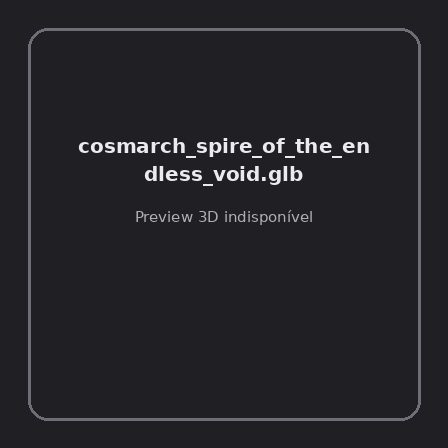 cosmarch_spire_of_the_en
dless_void.glb
Preview 3D indisponível